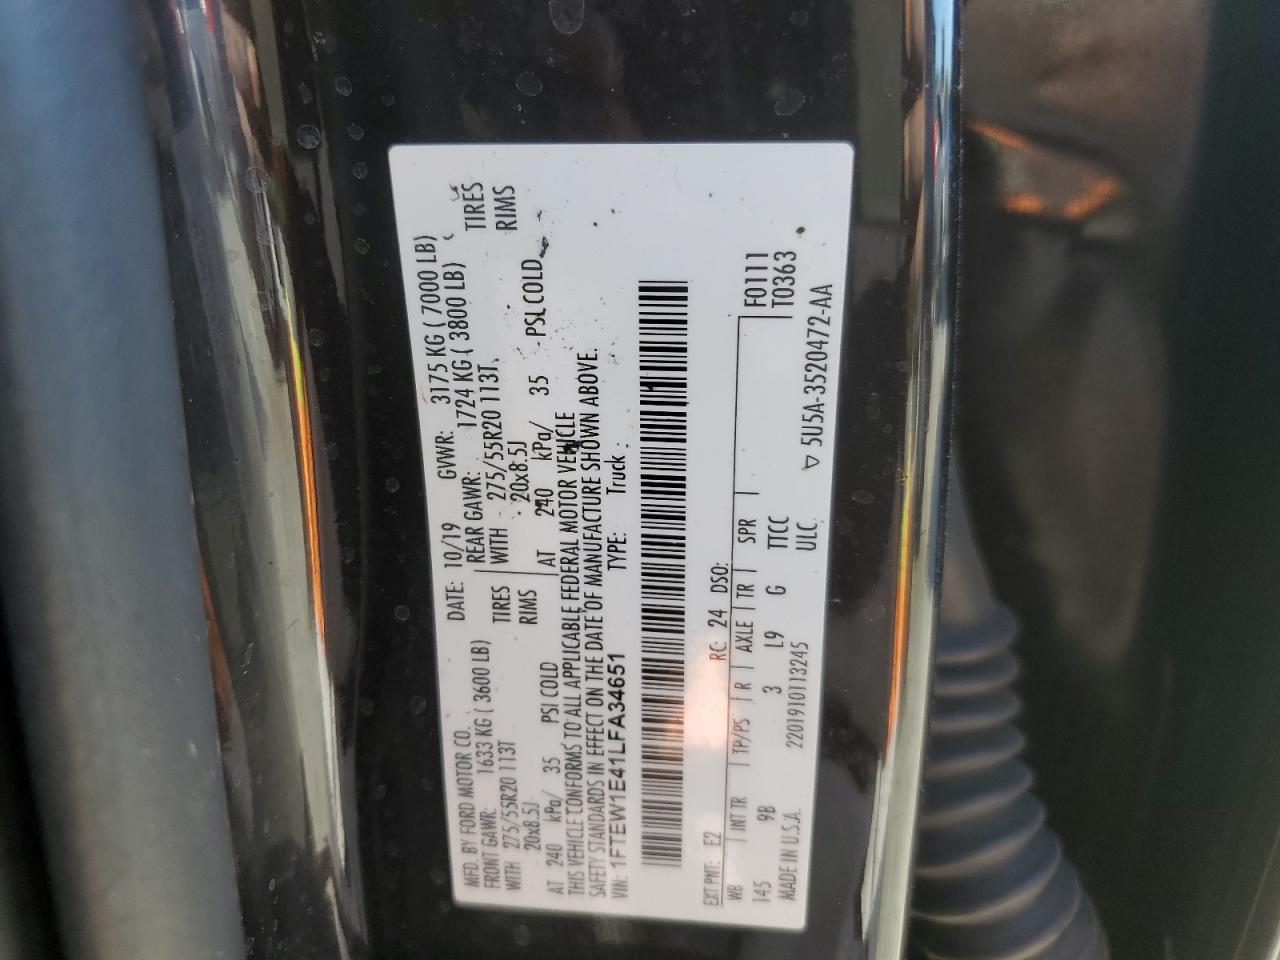 MFD. BY FORD MOTOR CO. DATE: 10/19 GVWR: 3175 KG ( 7000 LB)
FRONT GAWR: 1633 KG ( 3600 LB) REAR GAWR: 1724 KG ( 3800 LB)
WITH 275/55R20 113T TIRES WITH 275/55R20 113T TIRES
20x8.5J RIMS 20x8.5J RIMS
AT 240 kPa/ 35 PSI COLD AT 240 kPa/ 35 PSI COLD
THIS VEHICLE CONFORMS TO ALL APPLICABLE FEDERAL MOTOR VEHICLE
SAFETY STANDARDS IN EFFECT ON THE DATE OF MANUFACTURE SHOWN ABOVE.
VIN: 1FTEW1E41LFA34651 TYPE: Truck
EXT PNT: E2 RC: 24 DSO: F0111
WB INT TR TP/PS R AXLE TR SPR T0363
145 9B 3 L9 G TTCC
MADE IN U.S.A. 2201910113245 ULC 5U5A-3520472-AA